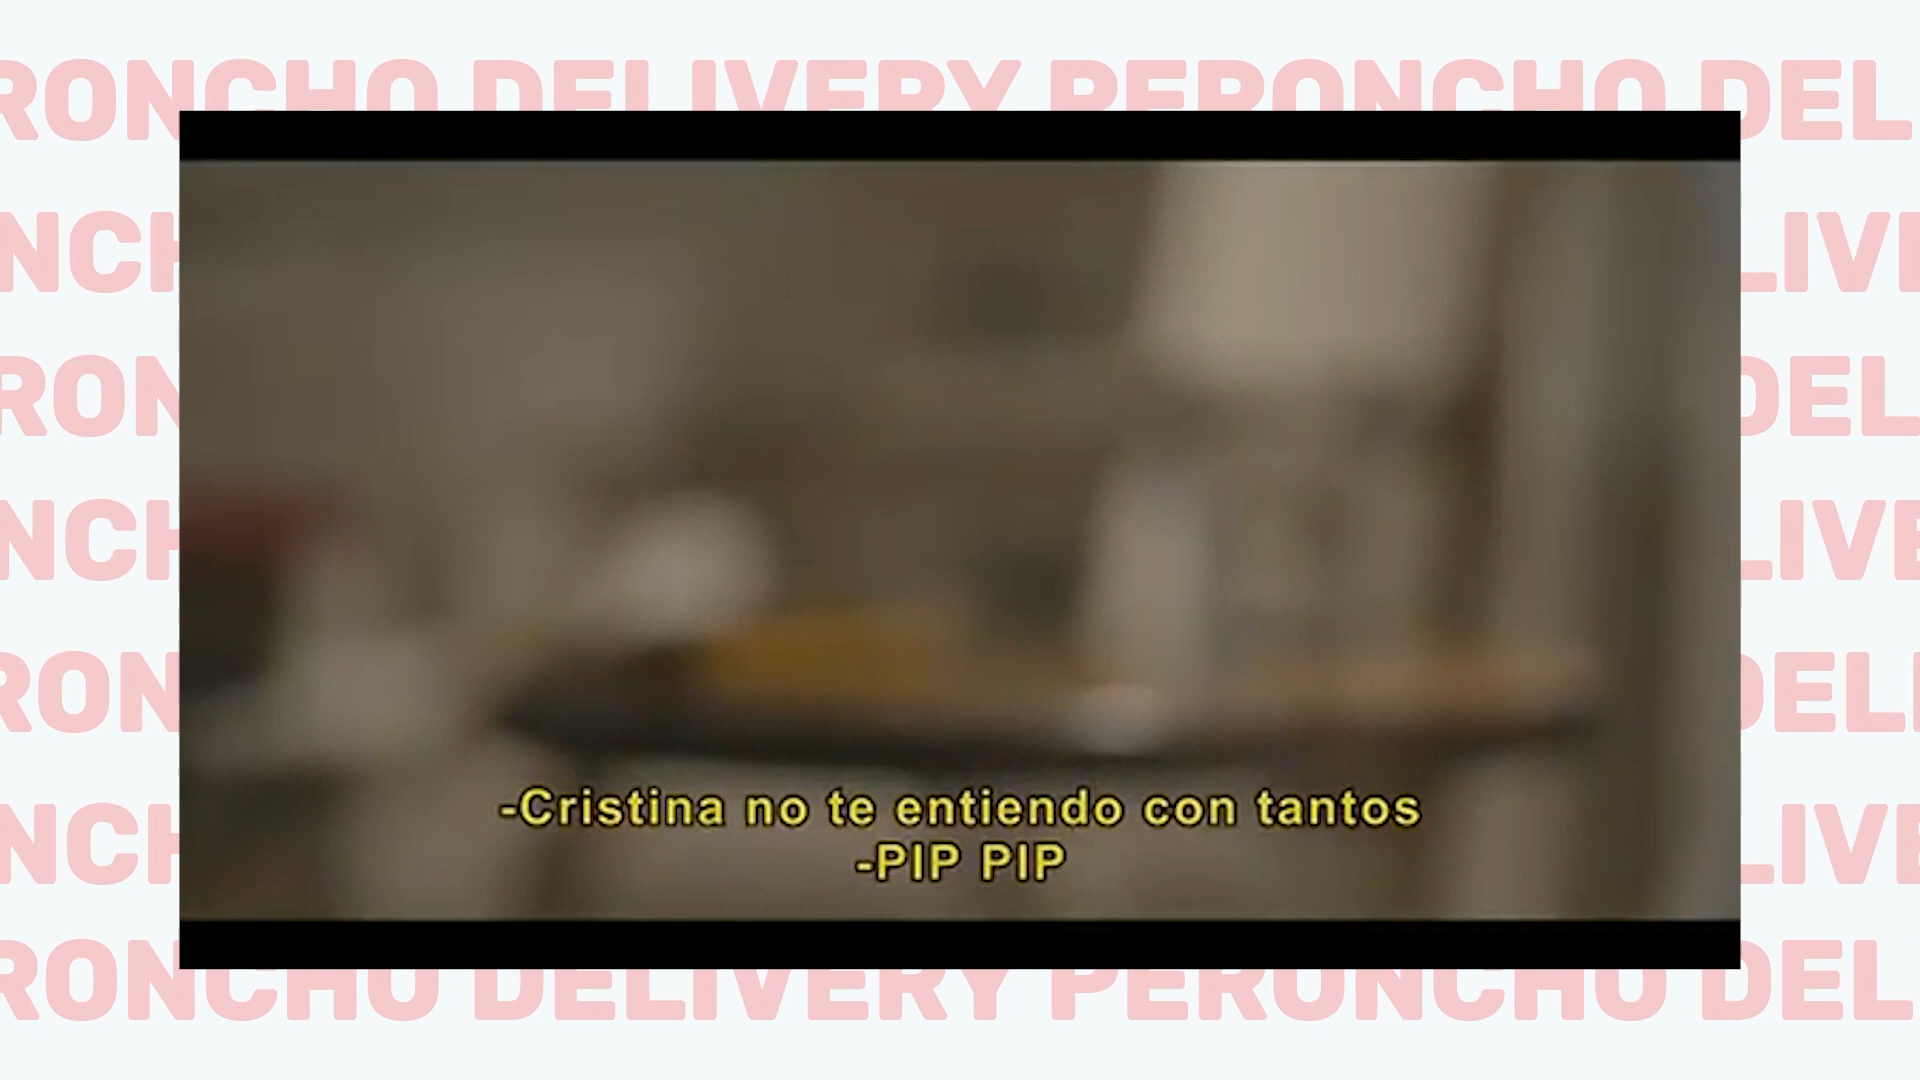 RONCHO DELIVERY PERONCHO DEL
NCH
LIVE
RON
DEL
NCH
LIVE
RON
DELI
-Cristina no te entiendo con tantos
-PIP PIP
NCH
LIVE
RONCHO DELIVERY PERONCHO DEL